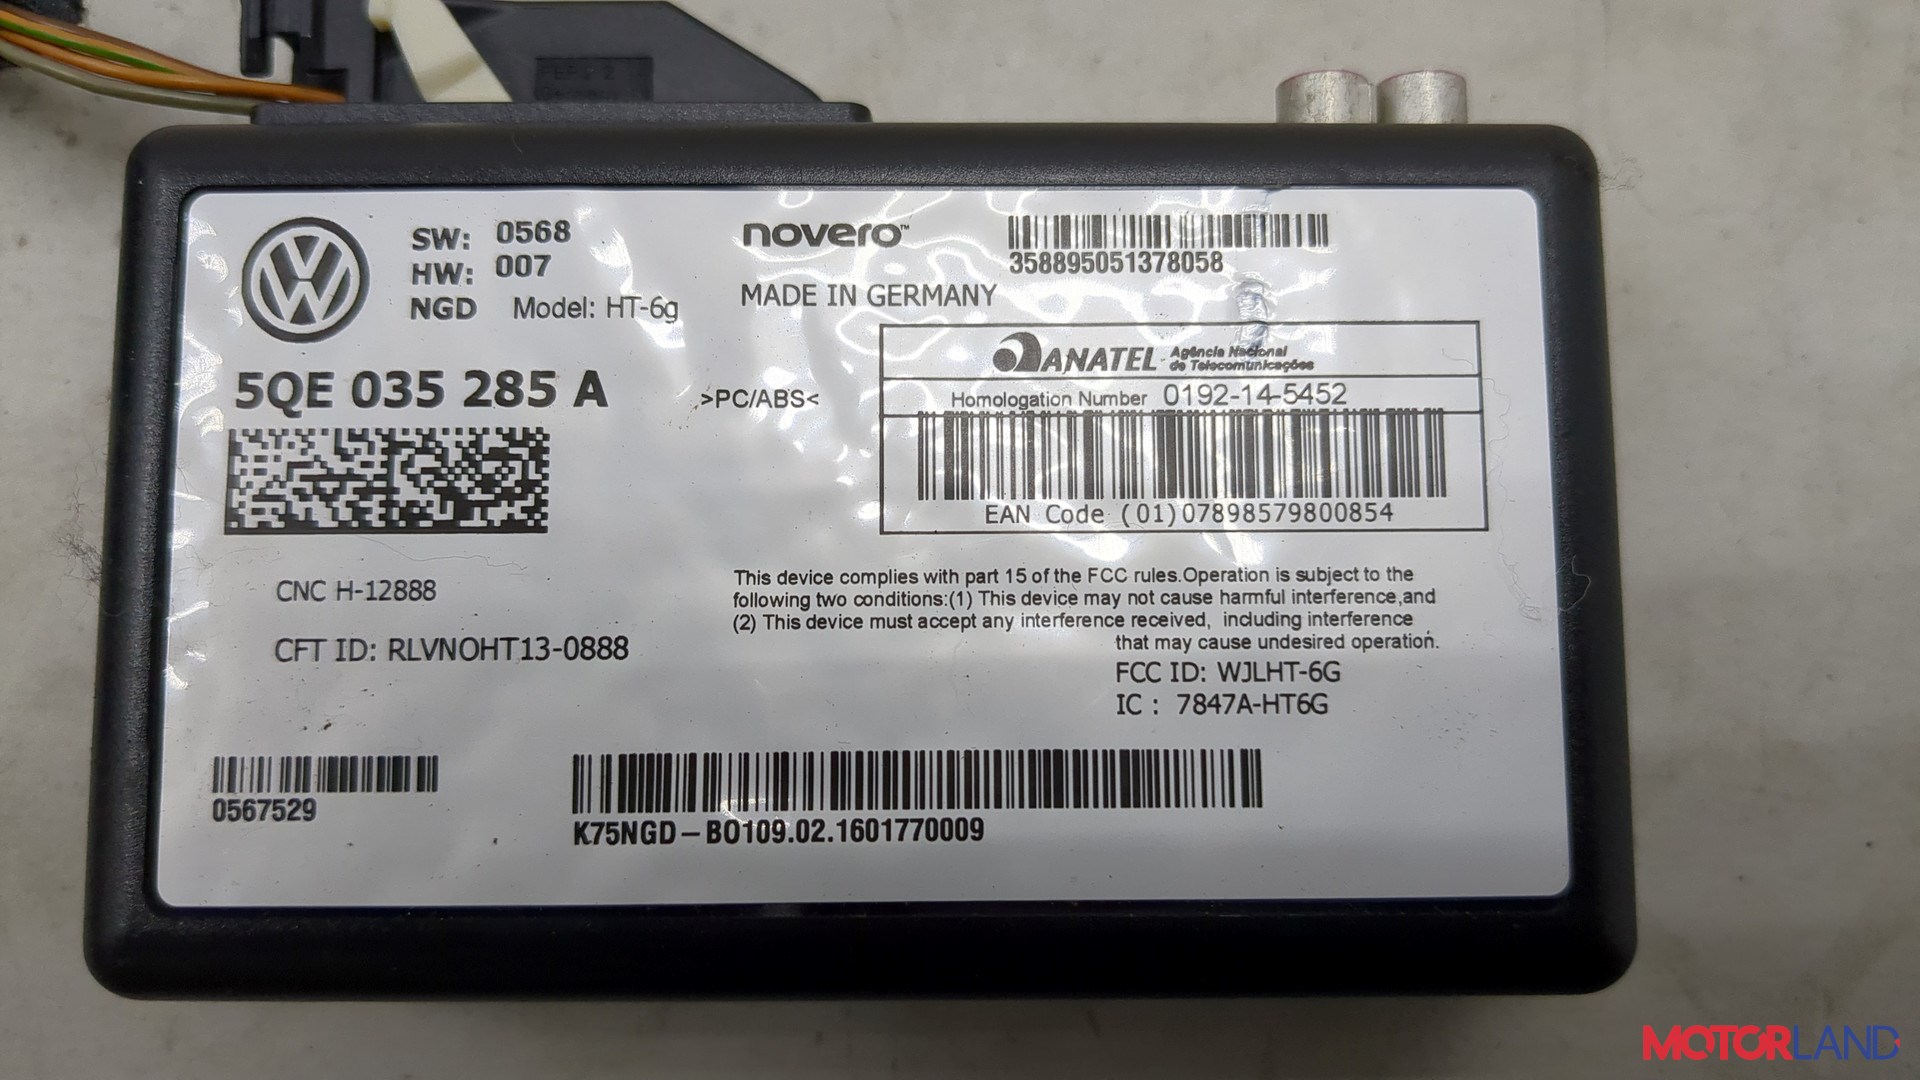 SW: 0568
HW: 007
NGD Model: HT-6g
novero™
MADE IN GERMANY
358895051378058
5QE 035 285 A
>PC/ABS<
ANATEL Agência Nacional
de Telecomunicações
Homologation Number 0192-14-5452
EAN Code (01)07898579800854
CNC H-12888
CFT ID: RLVNOHT13-0888
This device complies with part 15 of the FCC rules.Operation is subject to the
following two conditions:(1) This device may not cause harmful interference,and
(2) This device must accept any interference received, including interference
that may cause undesired operation.
FCC ID: WJLHT-6G
IC : 7847A-HT6G
0567529
K75NGD-BO109.02.1601770009
MOTORLAND